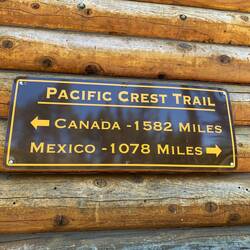 Pacific Crest Trail
Canada -1582 Miles
Mexico -1078 Miles